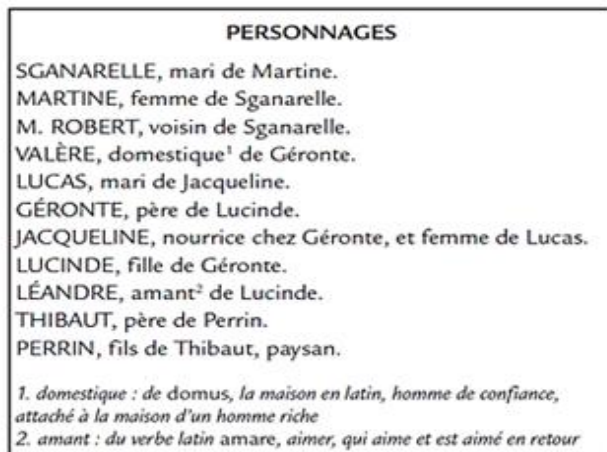 PERSONNAGES
SGANARELLE, mari de Martine.
MARTINE, femme de Sganarelle.
M. ROBERT, voisin de Sganarelle.
VALÈRE, domestique¹ de Géronte.
LUCAS, mari de Jacqueline.
GÉRONTE, père de Lucinde.
JACQUELINE, nourrice chez Géronte, et femme de Lucas.
LUCINDE, fille de Géronte.
LÉANDRE, amant² de Lucinde.
THIBAUT, père de Perrin.
PERRIN, fils de Thibaut, paysan.
1. domestique : de domus, la maison en latin, homme de confiance,
attaché à la maison d'un homme riche
2. amant : du verbe latin amare, aimer, qui aime et est aimé en retour